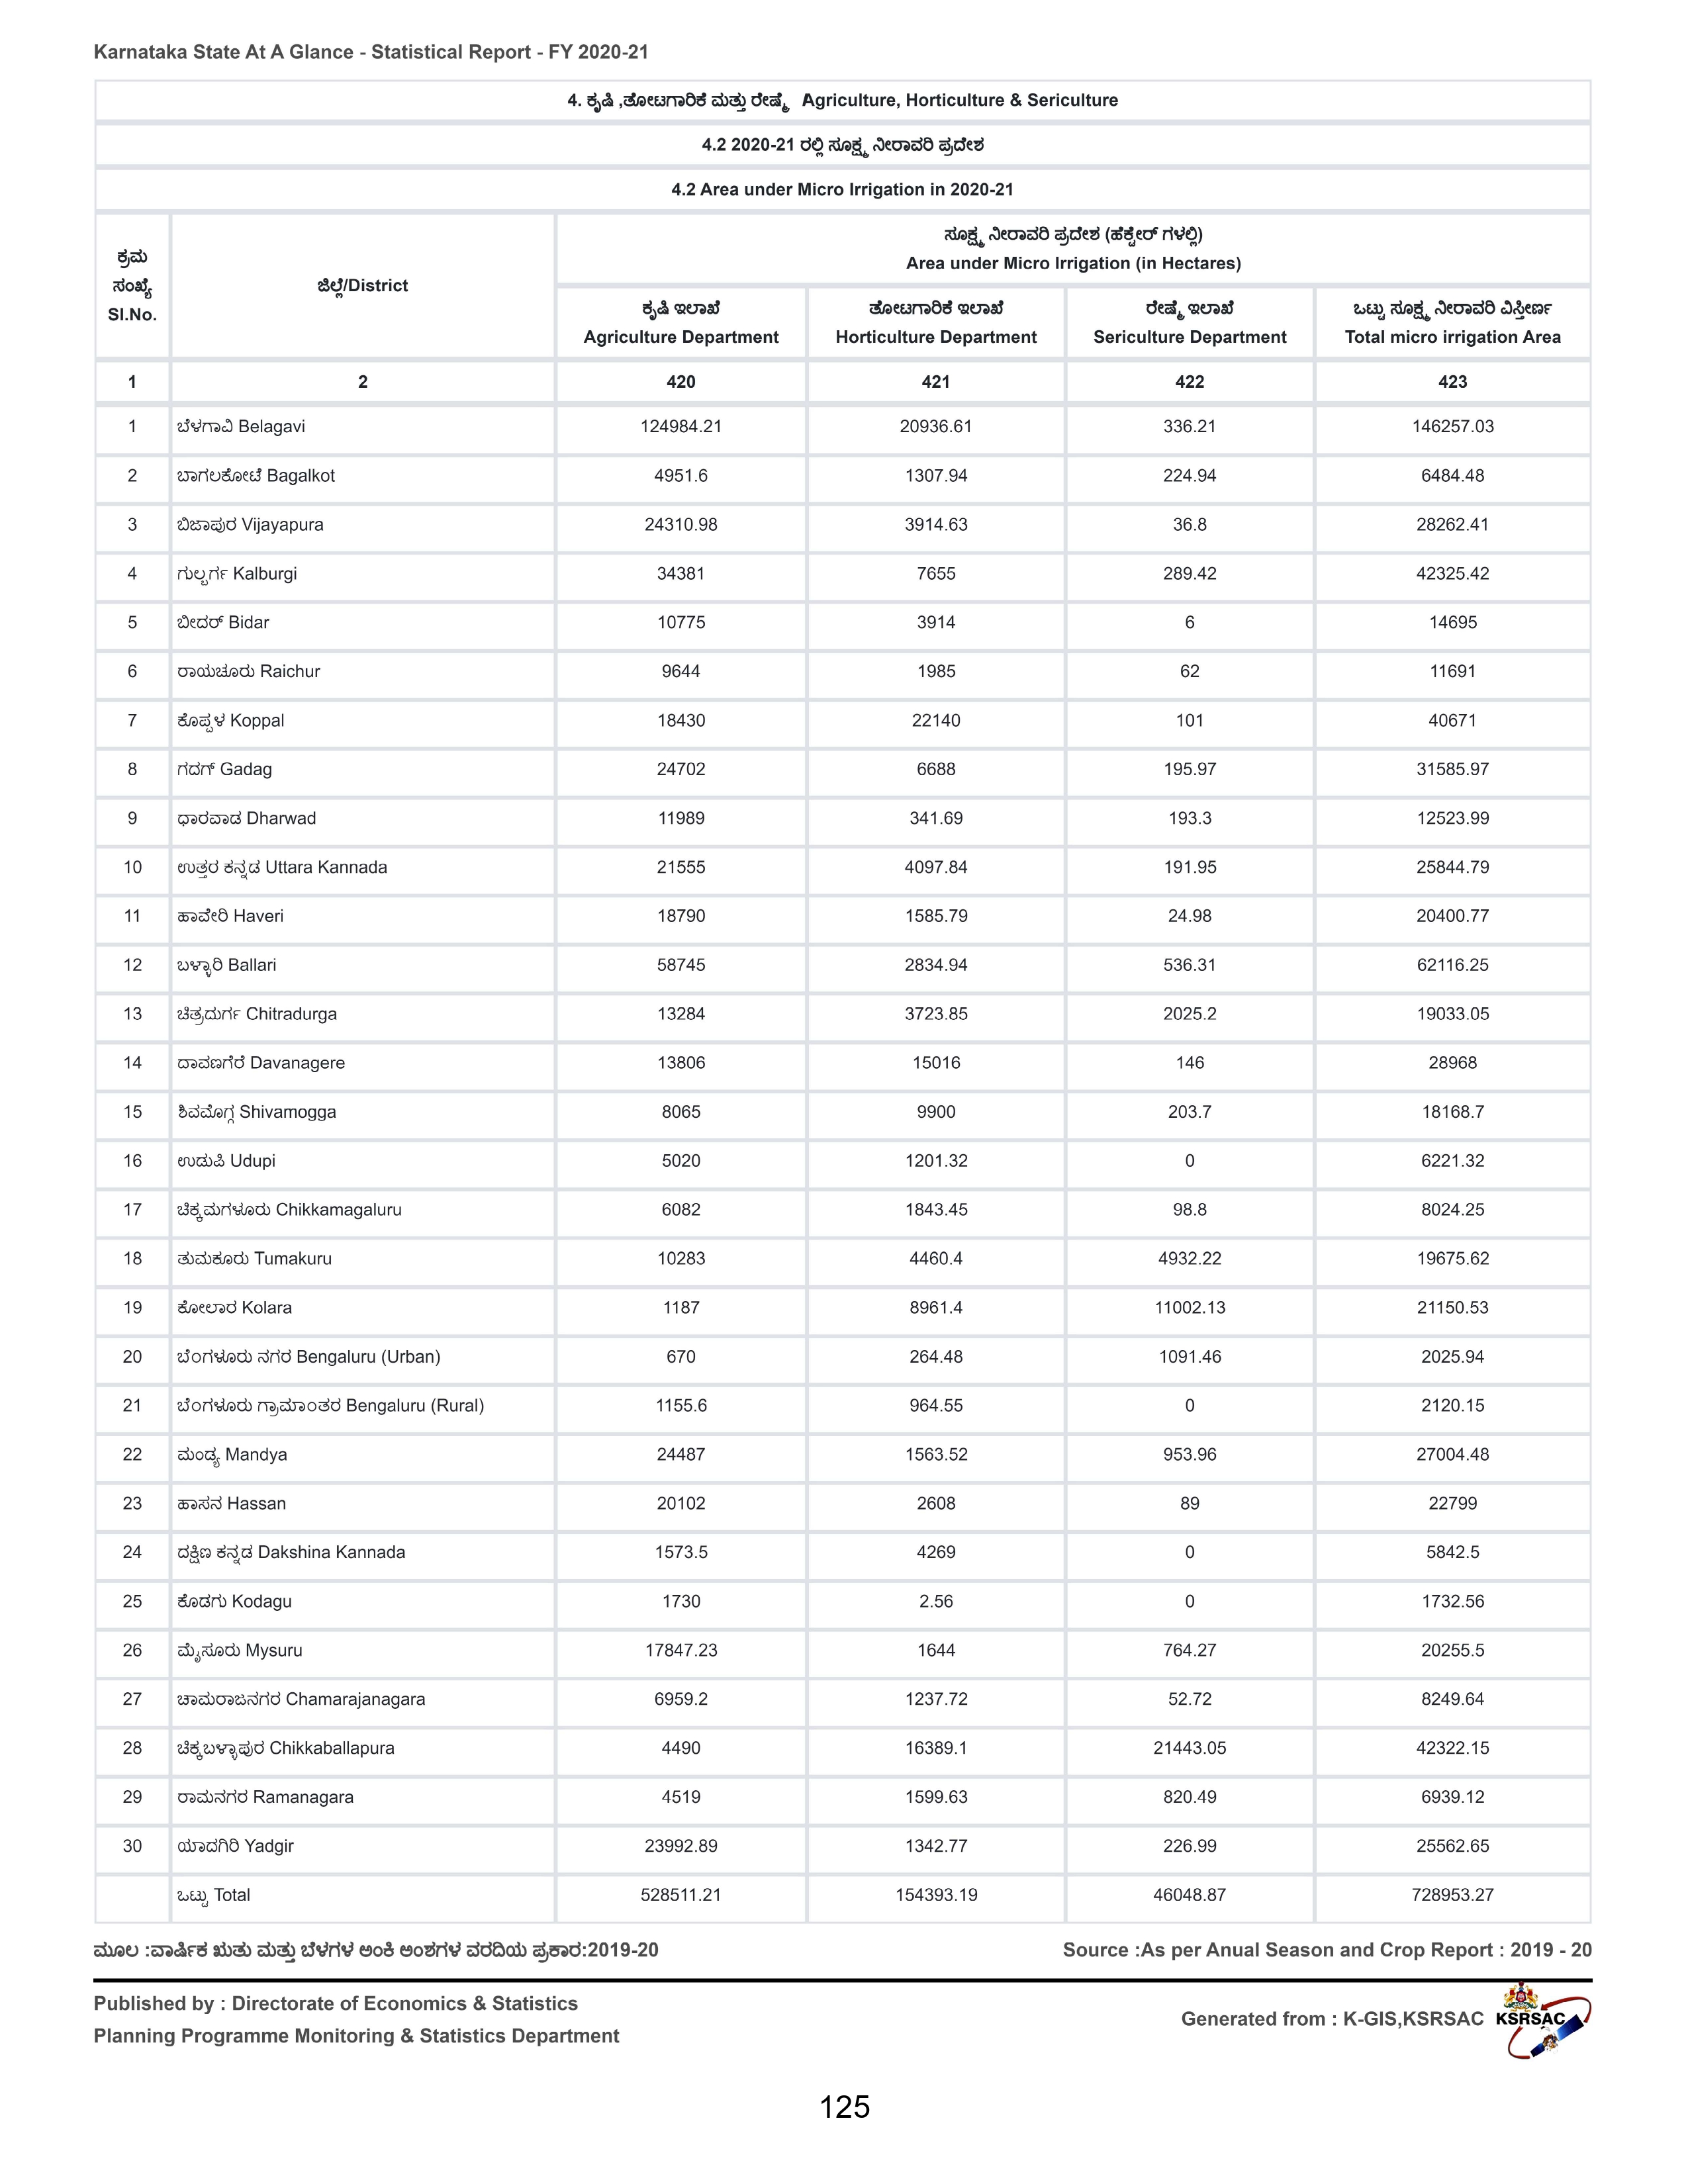 Karnataka State At A Glance - Statistical Report - FY 2020-21
4. ಕೃಷಿ ,ತೋಟಗಾರಿಕೆ ಮತ್ತು ರೇಷ್ಮೆ Agriculture, Horticulture & Sericulture
4.2 2020-21 ರಲ್ಲಿ ಸೂಕ್ಷ್ಮ ನೀರಾವರಿ ಪ್ರದೇಶ
4.2 Area under Micro Irrigation in 2020-21
ಕ್ರಮ
ಸಂಖ್ಯೆ
Sl.No.
ಜಿಲ್ಲೆ/District
ಸೂಕ್ಷ್ಮ ನೀರಾವರಿ ಪ್ರದೇಶ (ಹೆಕ್ಟೇರ್ ಗಳಲ್ಲಿ)
Area under Micro Irrigation (in Hectares)
ಕೃಷಿ ಇಲಾಖೆ
Agriculture Department
ತೋಟಗಾರಿಕೆ ಇಲಾಖೆ
Horticulture Department
ರೇಷ್ಮೆ ಇಲಾಖೆ
Sericulture Department
ಒಟ್ಟು ಸೂಕ್ಷ್ಮ ನೀರಾವರಿ ವಿಸ್ತೀರ್ಣ
Total micro irrigation Area
1 2 420 421 422 423
1 ಬೆಳಗಾವಿ Belagavi 124984.21 20936.61 336.21 146257.03
2 ಬಾಗಲಕೋಟೆ Bagalkot 4951.6 1307.94 224.94 6484.48
3 ಬಿಜಾಪುರ Vijayapura 24310.98 3914.63 36.8 28262.41
4 ಗುಲ್ಬರ್ಗ Kalburgi 34381 7655 289.42 42325.42
5 ಬೀದರ್ Bidar 10775 3914 6 14695
6 ರಾಯಚೂರು Raichur 9644 1985 62 11691
7 ಕೊಪ್ಪಳ Koppal 18430 22140 101 40671
8 ಗದಗ್ Gadag 24702 6688 195.97 31585.97
9 ಧಾರವಾಡ Dharwad 11989 341.69 193.3 12523.99
10 ಉತ್ತರ ಕನ್ನಡ Uttara Kannada 21555 4097.84 191.95 25844.79
11 ಹಾವೇರಿ Haveri 18790 1585.79 24.98 20400.77
12 ಬಳ್ಳಾರಿ Ballari 58745 2834.94 536.31 62116.25
13 ಚಿತ್ರದುರ್ಗ Chitradurga 13284 3723.85 2025.2 19033.05
14 ದಾವಣಗೆರೆ Davanagere 13806 15016 146 28968
15 ಶಿವಮೊಗ್ಗ Shivamogga 8065 9900 203.7 18168.7
16 ಉಡುಪಿ Udupi 5020 1201.32 0 6221.32
17 ಚಿಕ್ಕಮಗಳೂರು Chikkamagaluru 6082 1843.45 98.8 8024.25
18 ತುಮಕೂರು Tumakuru 10283 4460.4 4932.22 19675.62
19 ಕೋಲಾರ Kolara 1187 8961.4 11002.13 21150.53
20 ಬೆಂಗಳೂರು ನಗರ Bengaluru (Urban) 670 264.48 1091.46 2025.94
21 ಬೆಂಗಳೂರು ಗ್ರಾಮಾಂತರ Bengaluru (Rural) 1155.6 964.55 0 2120.15
22 ಮಂಡ್ಯ Mandya 24487 1563.52 953.96 27004.48
23 ಹಾಸನ Hassan 20102 2608 89 22799
24 ದಕ್ಷಿಣ ಕನ್ನಡ Dakshina Kannada 1573.5 4269 0 5842.5
25 ಕೊಡಗು Kodagu 1730 2.56 0 1732.56
26 ಮೈಸೂರು Mysuru 17847.23 1644 764.27 20255.5
27 ಚಾಮರಾಜನಗರ Chamarajanagara 6959.2 1237.72 52.72 8249.64
28 ಚಿಕ್ಕಬಳ್ಳಾಪುರ Chikkaballapura 4490 16389.1 21443.05 42322.15
29 ರಾಮನಗರ Ramanagara 4519 1599.63 820.49 6939.12
30 ಯಾದಗಿರಿ Yadgir 23992.89 1342.77 226.99 25562.65
ಒಟ್ಟು Total 528511.21 154393.19 46048.87 728953.27
ಮೂಲ :ವಾರ್ಷಿಕ ಋತು ಮತ್ತು ಬೆಳಗಳ ಅಂಕಿ ಅಂಶಗಳ ವರದಿಯ ಪ್ರಕಾರ:2019-20 Source :As per Anual Season and Crop Report : 2019 - 20
Published by : Directorate of Economics & Statistics
Planning Programme Monitoring & Statistics Department
Generated from : K-GIS,KSRSAC KSRSAC
125